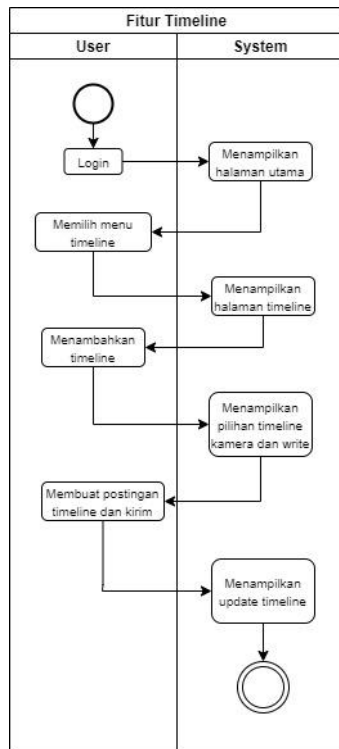 Fitur Timeline
User
System
Login
Menampilkan
halaman utama
Memilih menu
timeline
Menampilkan
halaman timeline
Menambahkan
timeline
Menampilkan
pilihan timeline
kamera dan write
Membuat postingan
timeline dan kirim
Menampilkan
update timeline